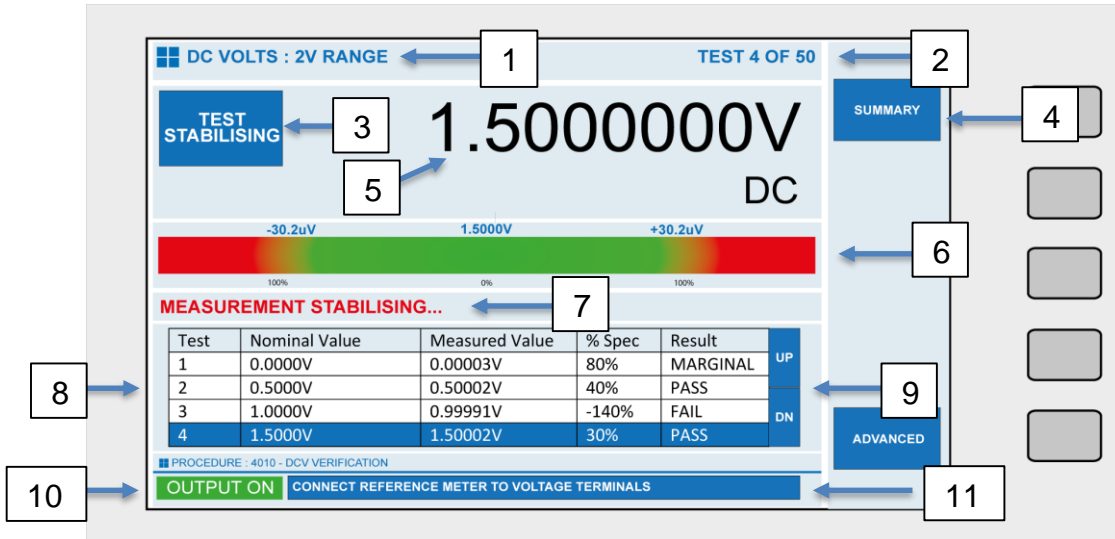 DC VOLTS : 2V RANGE
1
TEST 4 OF 50
2
TEST
STABILISING
3
1.5000000V
5
DC
SUMMARY
4
-30.2uV 1.5000V +30.2uV
6
100% 0% 100%
MEASUREMENT STABILISING...
7
Test Nominal Value Measured Value % Spec Result
1 0.0000V 0.00003V 80% MARGINAL
2 0.5000V 0.50002V 40% PASS
3 1.0000V 0.99991V -140% FAIL
4 1.5000V 1.50002V 30% PASS
UP
DN
8
9
ADVANCED
PROCEDURE : 4010 - DCV VERIFICATION
10
OUTPUT ON
CONNECT REFERENCE METER TO VOLTAGE TERMINALS
11